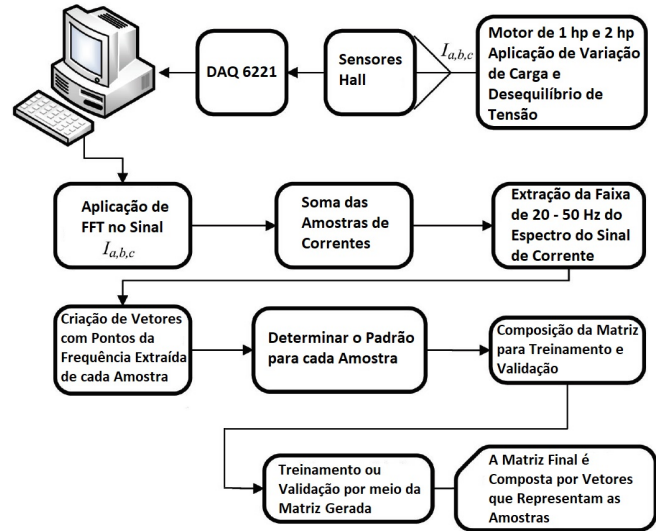 Motor de 1 hp e 2 hp
Aplicação de Variação
de Carga e
Desequilíbrio de
Tensão
I a,b,c
Sensores
Hall
DAQ 6221
Aplicação de
FFT no Sinal
I a,b,c
Soma das
Amostras de
Correntes
Extração da Faixa
de 20 - 50 Hz do
Espectro do Sinal
de Corrente
Criação de Vetores
com Pontos da
Frequência Extraída
de cada Amostra
Determinar o Padrão
para cada Amostra
Composição da Matriz
para Treinamento e
Validação
Treinamento ou
Validação por meio da
Matriz Gerada
A Matriz Final é
Composta por Vetores
que Representam as
Amostras